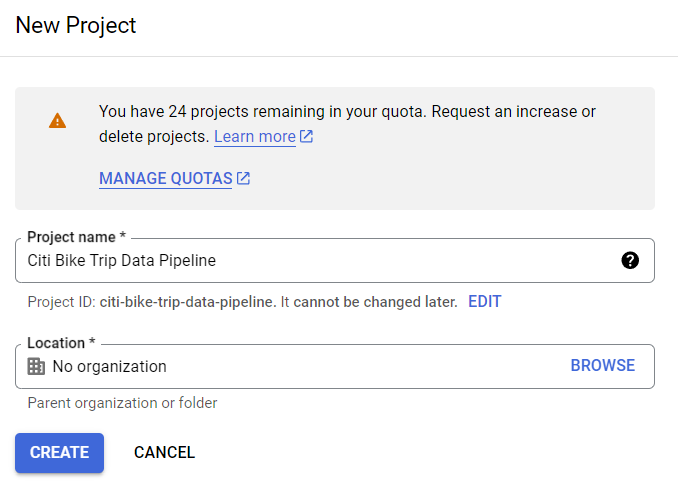 New Project
You have 24 projects remaining in your quota. Request an increase or
delete projects. Learn more
MANAGE QUOTAS
Project name *
Citi Bike Trip Data Pipeline
Project ID: citi-bike-trip-data-pipeline. It cannot be changed later. EDIT
Location *
No organization BROWSE
Parent organization or folder
CREATE CANCEL